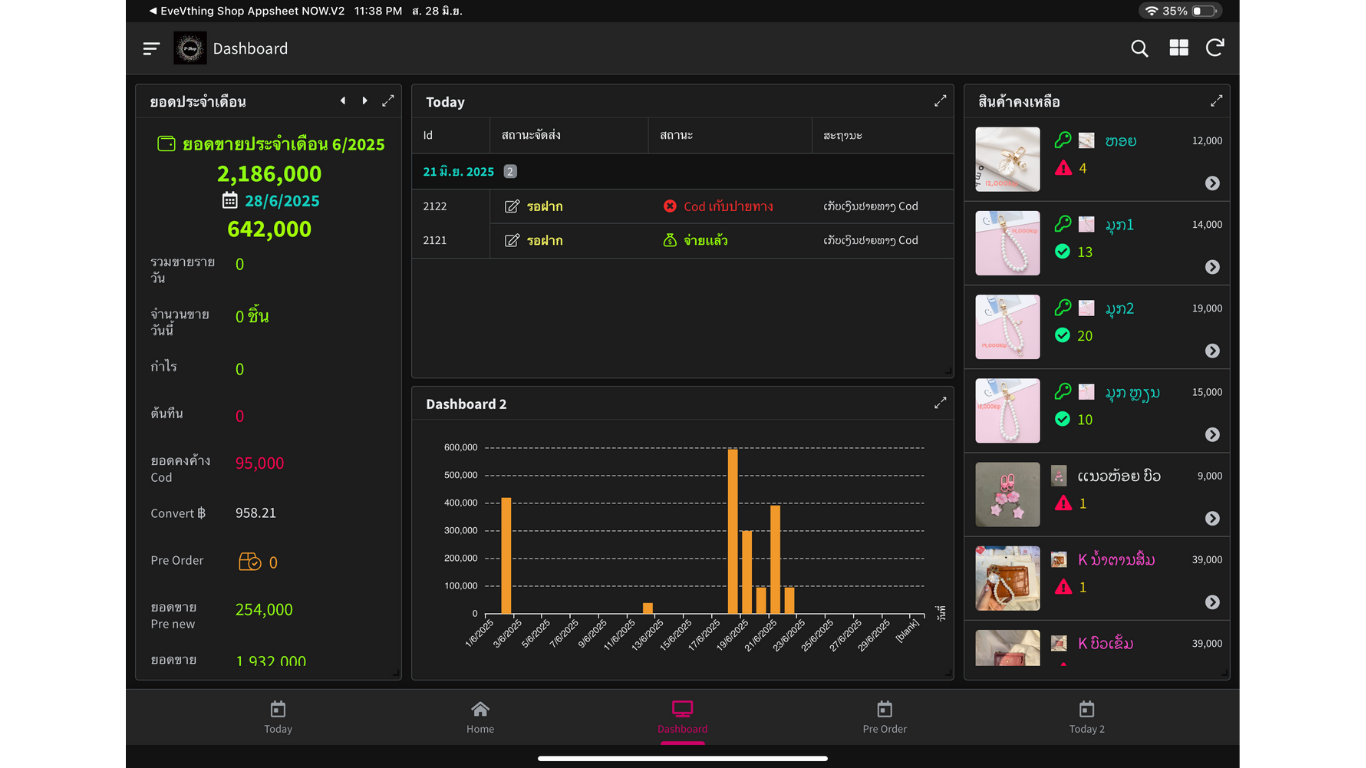 EveVthing Shop Appsheet NOW.V2 11:38 PM ส. 28 มิ.ย.
35%
Dashboard
ยอดประจำเดือน
ยอดขายประจำเดือน 6/2025
2,186,000
28/6/2025
642,000
รวมขายราย
วัน
0
จำนวนขาย
วันนี้
0 ชิ้น
กำไร
0
ต้นทืน
0
ยอดคงค้าง
Cod
95,000
Convert ฿
958.21
Pre Order
0
ยอดขาย
Pre new
254,000
ยอดขาย
1,932,000
Today
Id สถานะจัดส่ง สถานะ ສະຖານະ
21 มิ.ย. 2025 2
2122 รอฝาก Cod เก็บปายทาง ເກັບເງິນປາຍທາງ Cod
2121 รอฝาก จ่ายแล้ว ເກັບເງິນປາຍທາງ Cod
Dashboard 2
600,000
500,000
400,000
300,000
200,000
100,000
0
1/6/2025
3/6/2025
5/6/2025
7/6/2025
9/6/2025
11/6/2025
13/6/2025
15/6/2025
17/6/2025
19/6/2025
21/6/2025
23/6/2025
25/6/2025
27/6/2025
29/6/2025
[blank]
วันที่
สินค้าคงเหลือ
ຫອຍ 12,000
4
ມຸກ1 14,000
13
ມຸກ2 19,000
20
ມຸກ ຫຼຽນ 15,000
10
ແນວຫ້ອຍ ບົວ 9,000
1
K ນ້ຳຕານສົ້ມ 39,000
1
K ບົວເຂັ້ມ 39,000
Today
Home
Dashboard
Pre Order
Today 2